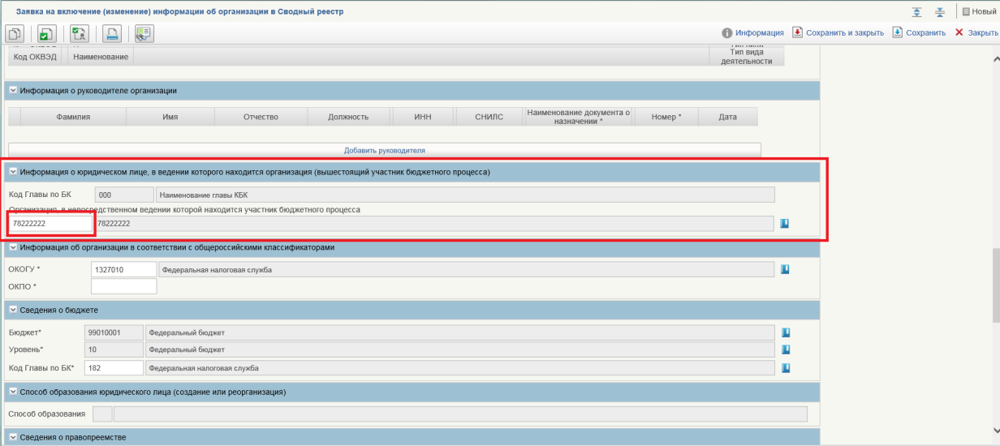 Заявка на включение (изменение) информации об организации в Сводный реестр
Новый
Информация Сохранить и закрыть Сохранить Закрыть
Код ОКВЭД Наименование Тип вида деятельности
Информация о руководителе организации
Фамилия Имя Отчество Должность ИНН СНИЛС Наименование документа о назначении * Номер * Дата
Добавить руководителя
Информация о юридическом лице, в ведении которого находится организация (вышестоящий участник бюджетного процесса)
Код Главы по БК 000 Наименование главы КБК
Организация, в непосредственном ведении которой находится участник бюджетного процесса
78222222 78222222
Информация об организации в соответствии с общероссийскими классификаторами
ОКОГУ * 1327010 Федеральная налоговая служба
ОКПО *
Сведения о бюджете
Бюджет* 99010001 Федеральный бюджет
Уровень* 10 Федеральный бюджет
Код Главы по БК* 182 Федеральная налоговая служба
Способ образования юридического лица (создание или реорганизация)
Способ образования
Сведения о правопреемстве